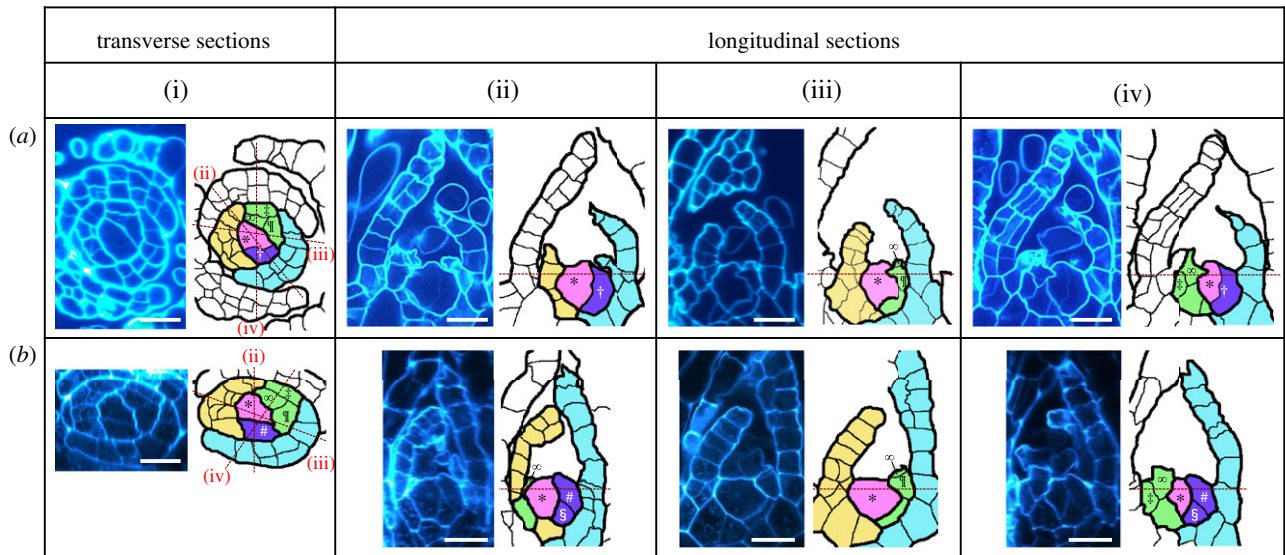 transverse sections
longitudinal sections
(i)
(ii)
(iii)
(iv)
(a)
(ii)
(iii)
(iv)
‡
∞
¶
*
†
*
†
∞
*
¶
∞
‡
*
†
(b)
(ii)
(iii)
(iv)
‡
∞
*
¶
#
∞
*
#
§
∞
¶
*
∞
‡
*
#
§